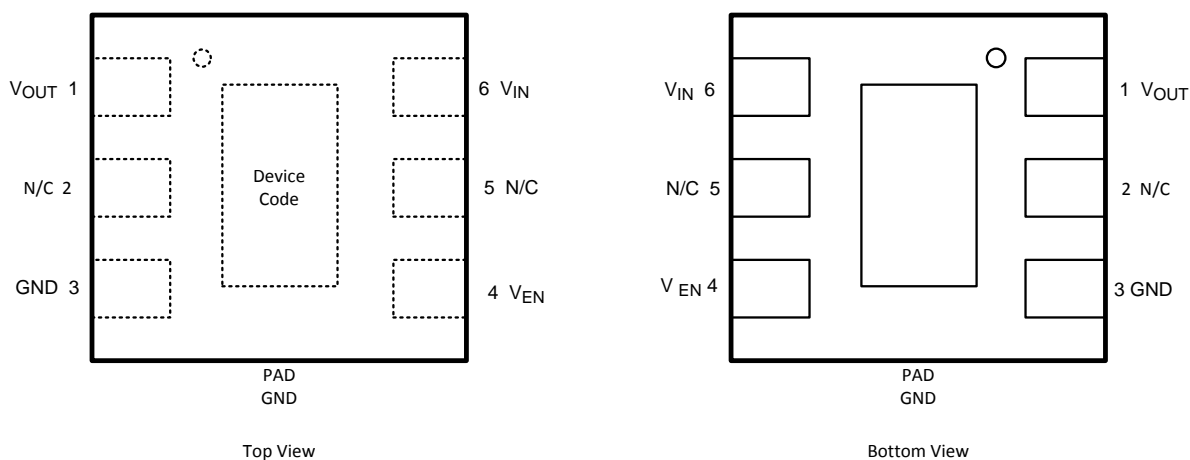 VOUT 1
6 VIN
N/C 2
5 N/C
Device
Code
GND 3
4 VEN
PAD
GND
Top View
VIN 6
1 VOUT
N/C 5
2 N/C
V EN 4
3 GND
PAD
GND
Bottom View